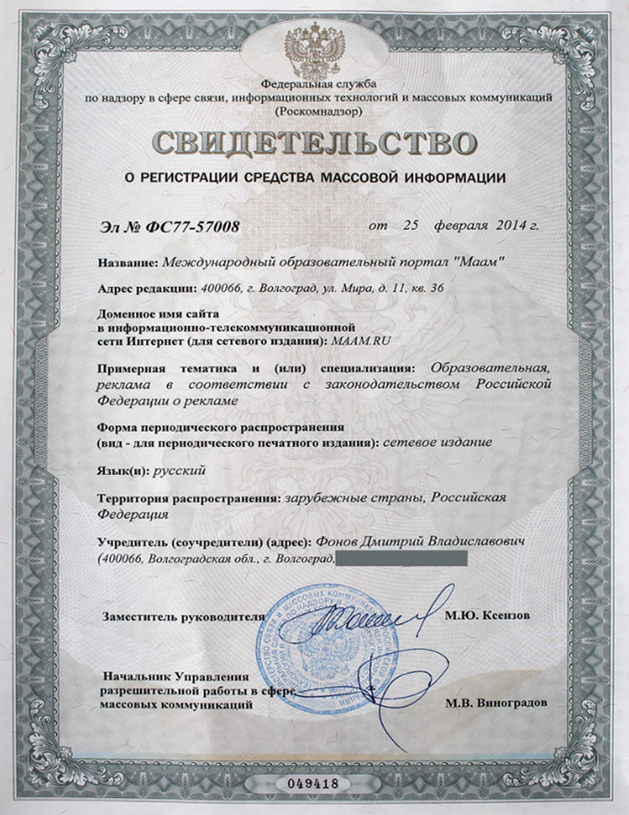 Федеральная служба
по надзору в сфере связи, информационных технологий и массовых коммуникаций
(Роскомнадзор)
СВИДЕТЕЛЬСТВО
О РЕГИСТРАЦИИ СРЕДСТВА МАССОВОЙ ИНФОРМАЦИИ
Эл № ФС77-57008 от 25 февраля 2014 г.
Название: Международный образовательный портал "Маам"
Адрес редакции: 400066, г. Волгоград, ул. Мира, д. 11, кв. 36
Доменное имя сайта
в информационно-телекоммуникационной
сети Интернет (для сетевого издания): MAAM.RU
Примерная тематика и (или) специализация: Образовательная,
реклама в соответствии с законодательством Российской
Федерации о рекламе
Форма периодического распространения
(вид - для периодического печатного издания): сетевое издание
Язык(и): русский
Территория распространения: зарубежные страны, Российская
Федерация
Учредитель (соучредители) (адрес): Фонов Дмитрий Владиславович
(400066, Волгоградская обл., г. Волгоград,
Заместитель руководителя М.Ю. Ксензов
Начальник Управления
разрешительной работы в сфере
массовых коммуникаций М.В. Виноградов
049418